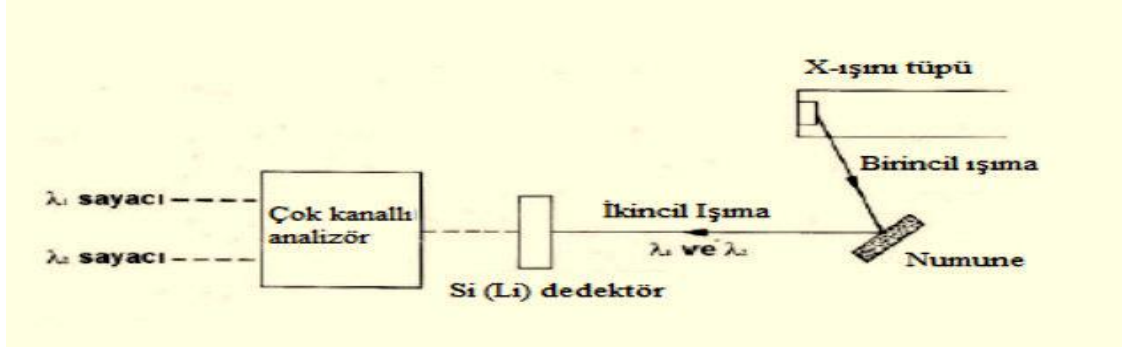 X-ışını tüpü
Birincil ışıma
λ₁ sayacı
Çok kanallı
analizör
İkincil Işıma
λ₂ sayacı
λ₁ ve λ₂
Numune
Si (Li) dedektör